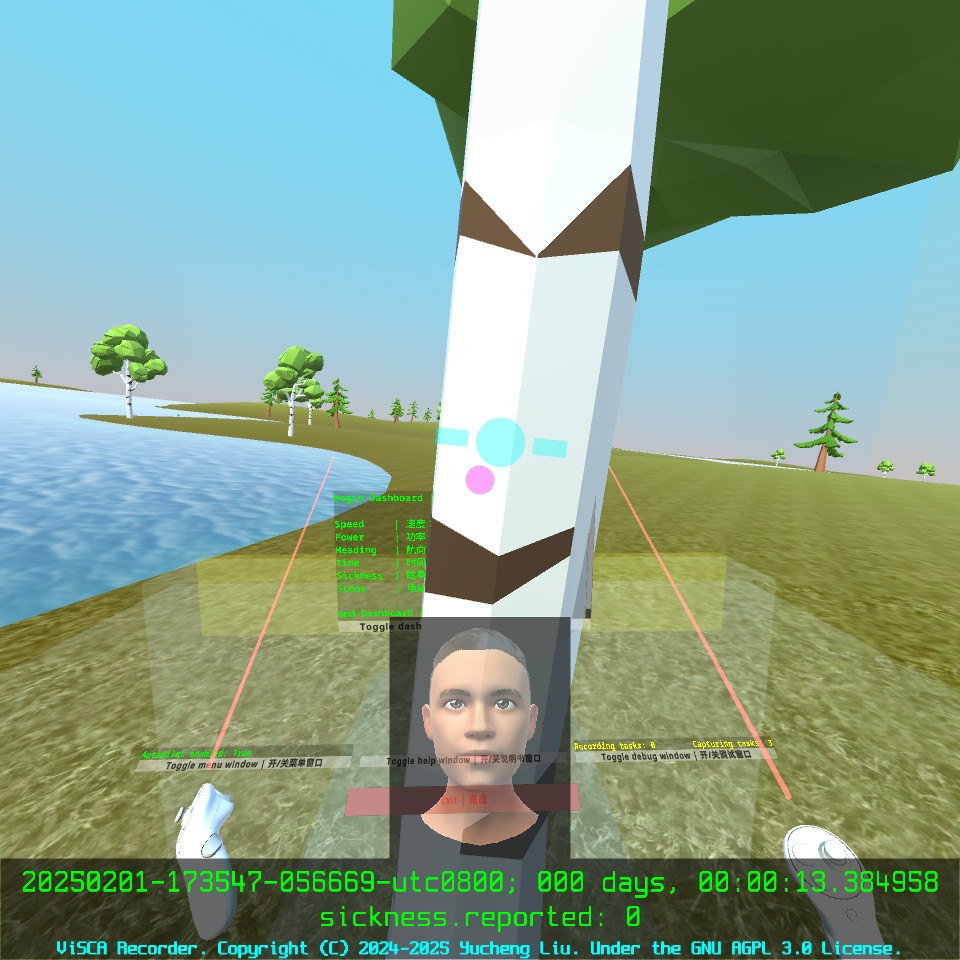 Begin Dashboard
Speed | 速度:
Power | 功率
Heading | 航向
Time | 时间
Sickness |
Scene |
end Dashboard
Toggle dash
Autopilot enabled: True
Toggle menu window | 开/关菜单窗口
Toggle help window | 开/关说明书窗口
Recording tasks: 0 Capturing tasks: 3
Toggle debug window | 开/关调试窗口
Exit | 退出
20250201-173547-056669-utc0800; 000 days, 00:00:13.384958
sickness.reported: 0
ViSCA Recorder. Copyright (C) 2024-2025 Yucheng Liu. Under the GNU AGPL 3.0 License.